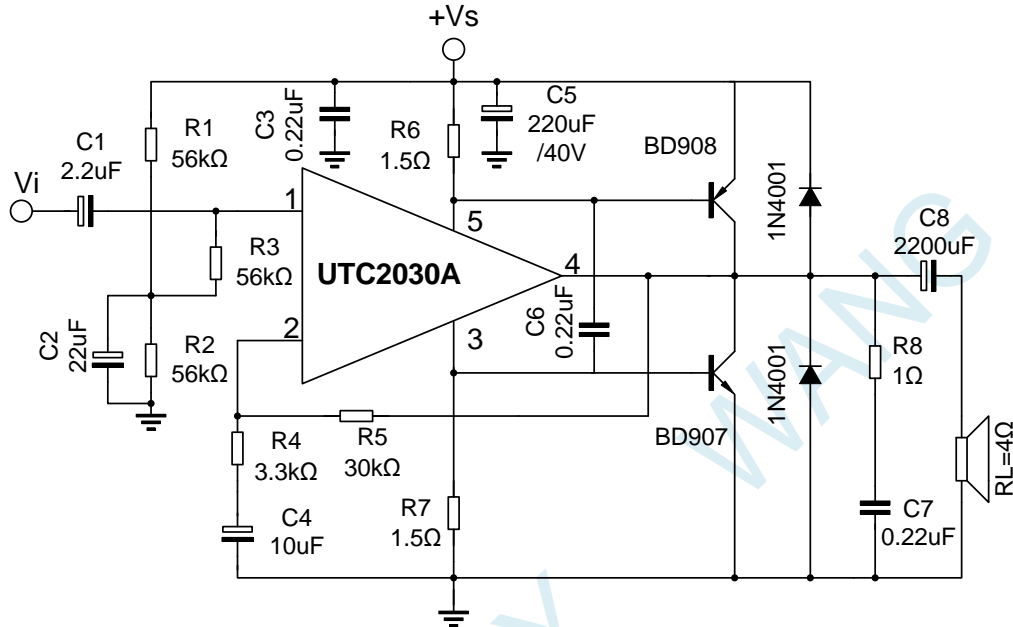 +Vs
C3
0.22uF
R6
1.5Ω
C5
220uF
/40V
BD908
C1
2.2uF
R1
56kΩ
Vi
1
5
1N4001
C8
2200uF
R3
56kΩ
UTC2030A
4
C6
0.22uF
2
3
C2
22uF
R2
56kΩ
1N4001
R8
1Ω
R4
3.3kΩ
R5
30kΩ
BD907
RL=4Ω
C4
10uF
R7
1.5Ω
C7
0.22uF
WANG
Y